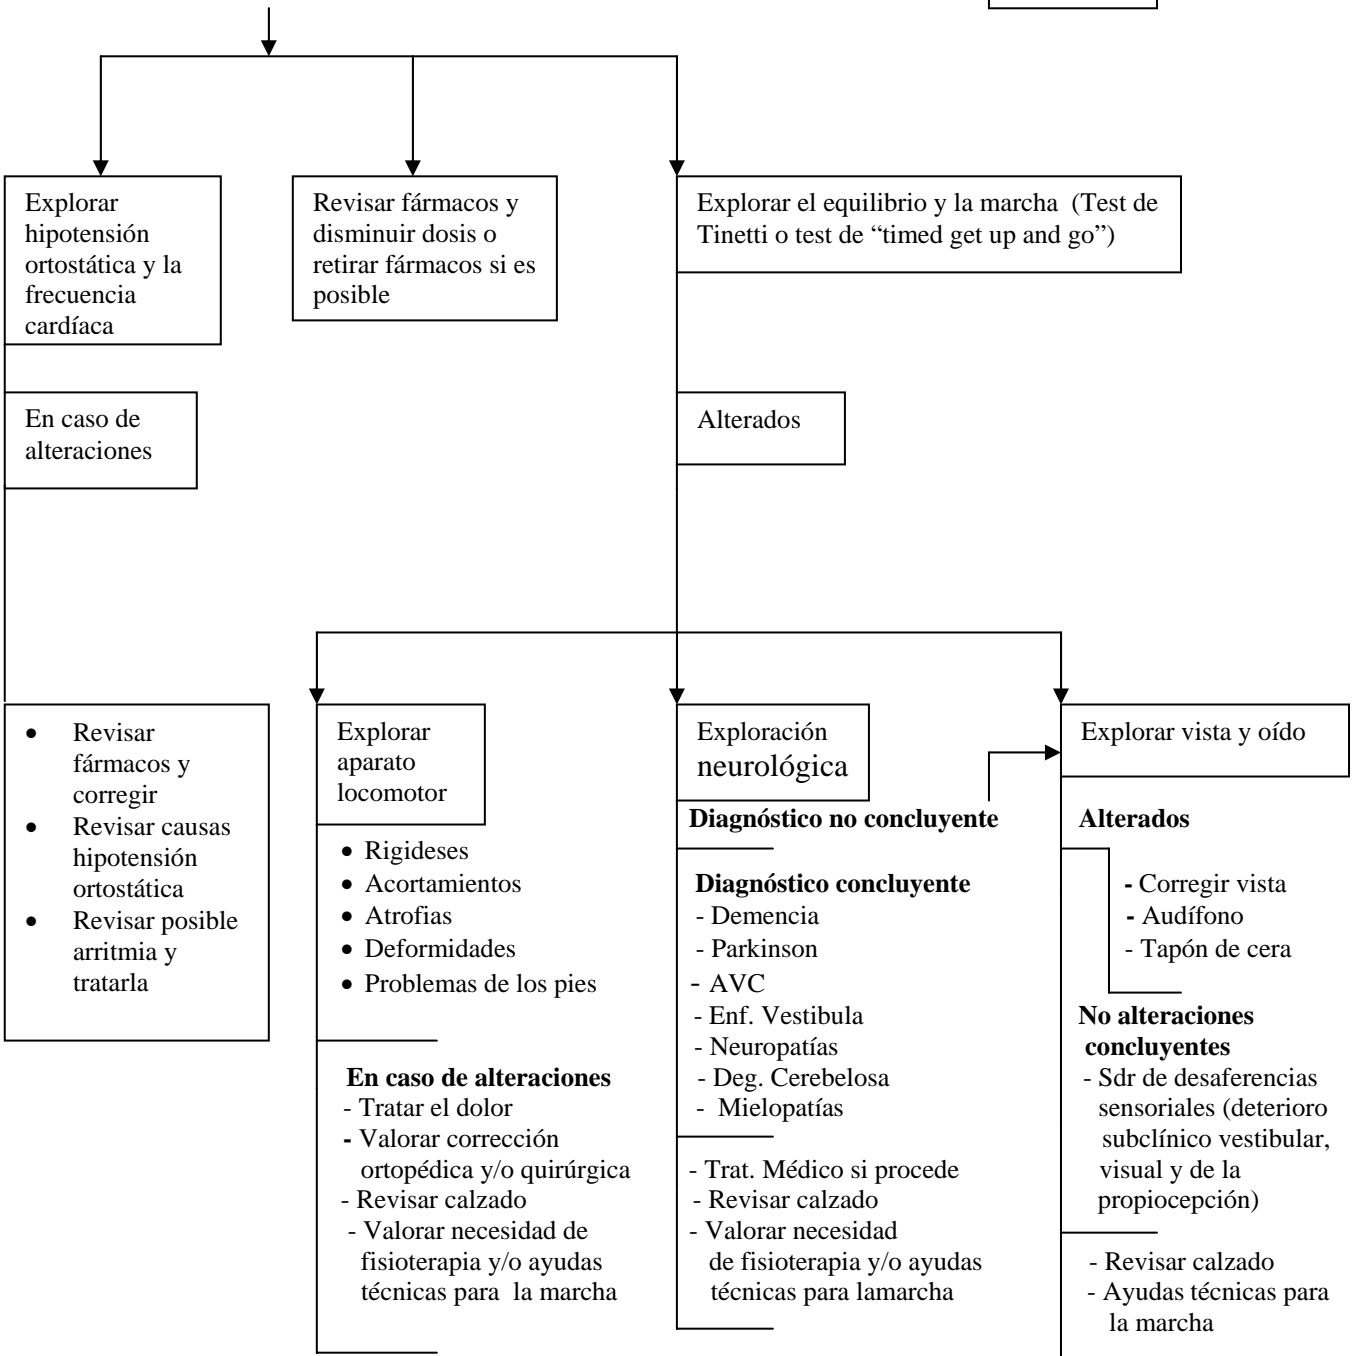 Explorar
hipotensión
ortostática y la
frecuencia
cardíaca
Revisar fármacos y
disminuir dosis o
retirar fármacos si es
posible
Explorar el equilibrio y la marcha (Test de
Tinetti o test de “timed get up and go”)
En caso de
alteraciones
Alterados
• Revisar
fármacos y
corregir
• Revisar causas
hipotensión
ortostática
• Revisar posible
arritmia y
tratarla
Explorar
aparato
locomotor
• Rigideses
• Acortamientos
• Atrofias
• Deformidades
• Problemas de los pies
En caso de alteraciones
- Tratar el dolor
- Valorar corrección
ortopédica y/o quirúrgica
- Revisar calzado
- Valorar necesidad de
fisioterapia y/o ayudas
técnicas para la marcha
Exploración
neurológica
Diagnóstico no concluyente
Diagnóstico concluyente
- Demencia
- Parkinson
- AVC
- Enf. Vestibula
- Neuropatías
- Deg. Cerebelosa
- Mielopatías
- Trat. Médico si procede
- Revisar calzado
- Valorar necesidad
de fisioterapia y/o ayudas
técnicas para lamarcha
Explorar vista y oído
Alterados
- Corregir vista
- Audífono
- Tapón de cera
No alteraciones
concluyentes
- Sdr de desaferencias
sensoriales (deterioro
subclínico vestibular,
visual y de la
propiocepción)
- Revisar calzado
- Ayudas técnicas para
la marcha